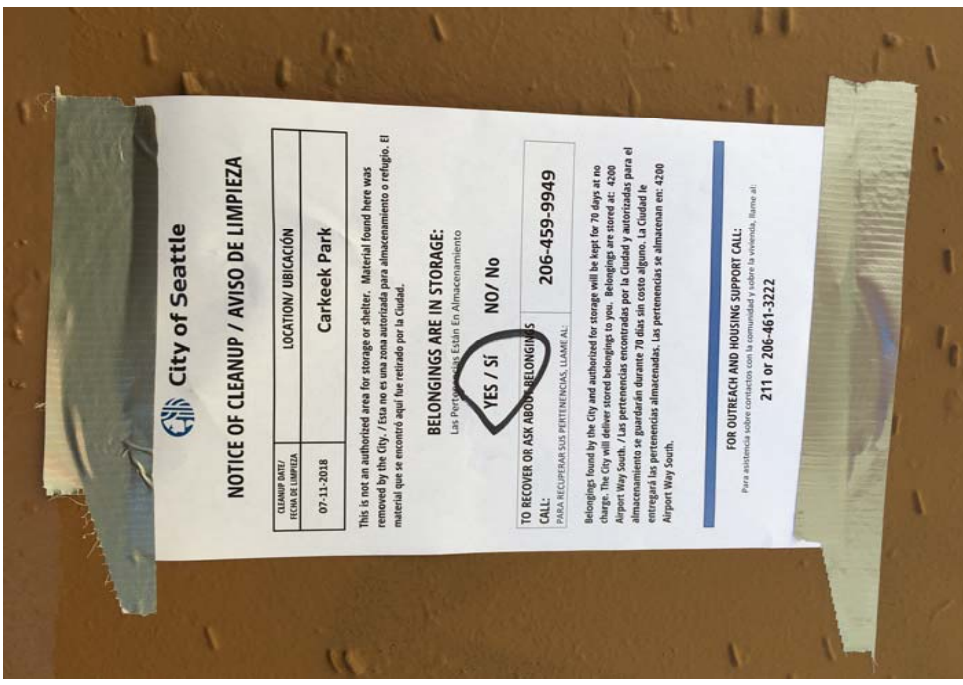 City of Seattle
NOTICE OF CLEANUP / AVISO DE LIMPIEZA
CLEANUP DATE/
FECHA DE LIMPIEZA
LOCATION/ UBICACIÓN
07-11-2018
Carkeek Park
This is not an authorized area for storage or shelter. Material found here was
removed by the City. / Esta no es una zona autorizada para almacenamiento o refugio. El
material que se encontró aquí fue retirado por la Ciudad.
BELONGINGS ARE IN STORAGE:
Las Pertenencias Están En Almacenamiento
YES / SÍ NO/ No
TO RECOVER OR ASK ABOUT BELONGINGS
CALL:
PARA RECUPERAR SUS PERTENENCIAS, LLAME AL:
206-459-9949
Belongings found by the City and authorized for storage will be kept for 70 days at no
charge. The City will deliver stored belongings to you. Belongings are stored at: 4200
Airport Way South. / Las pertenencias encontradas por la Ciudad y autorizadas para el
almacenamiento se guardarán durante 70 días sin costo alguno. La Ciudad le
entregará las pertenencias almacenadas. Las pertenencias se almacenan en: 4200
Airport Way South.
FOR OUTREACH AND HOUSING SUPPORT CALL:
Para asistencia sobre contactos con la comunidad y sobre la vivienda, llame al:
211 or 206-461-3222